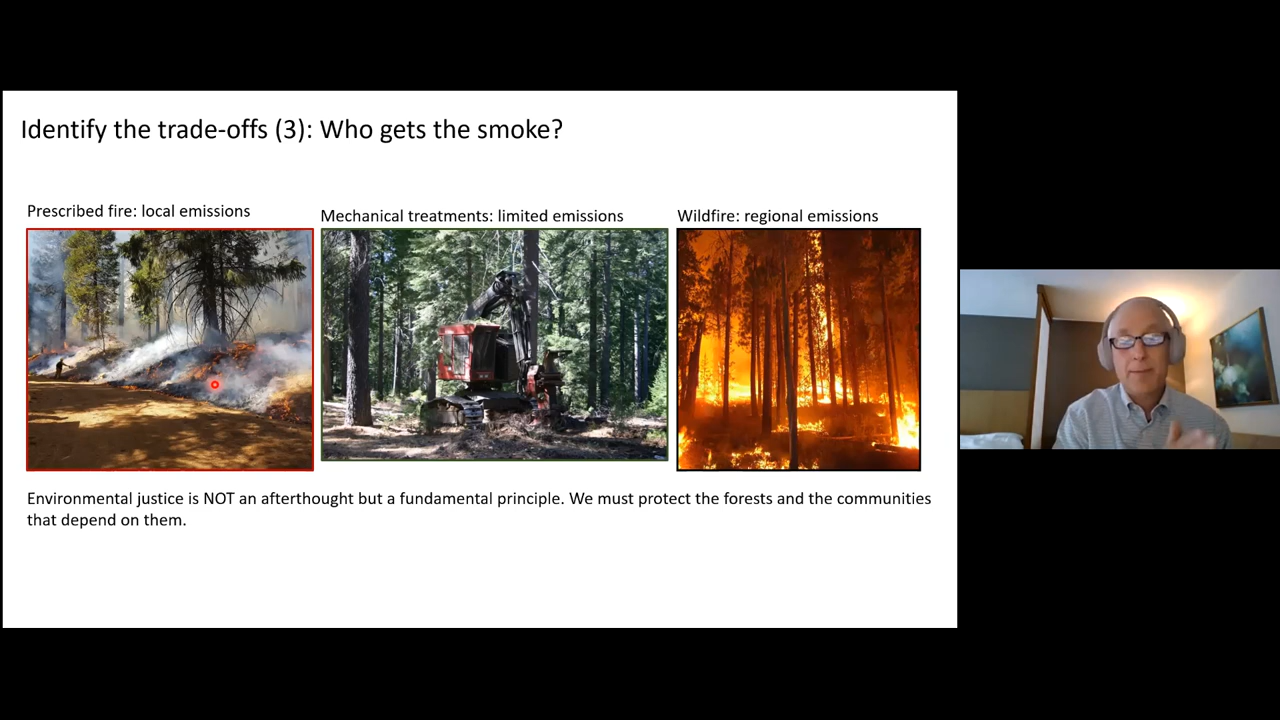 Identify the trade-offs (3): Who gets the smoke?
Prescribed fire: local emissions
Mechanical treatments: limited emissions
Wildfire: regional emissions
Environmental justice is NOT an afterthought but a fundamental principle. We must protect the forests and the communities
that depend on them.